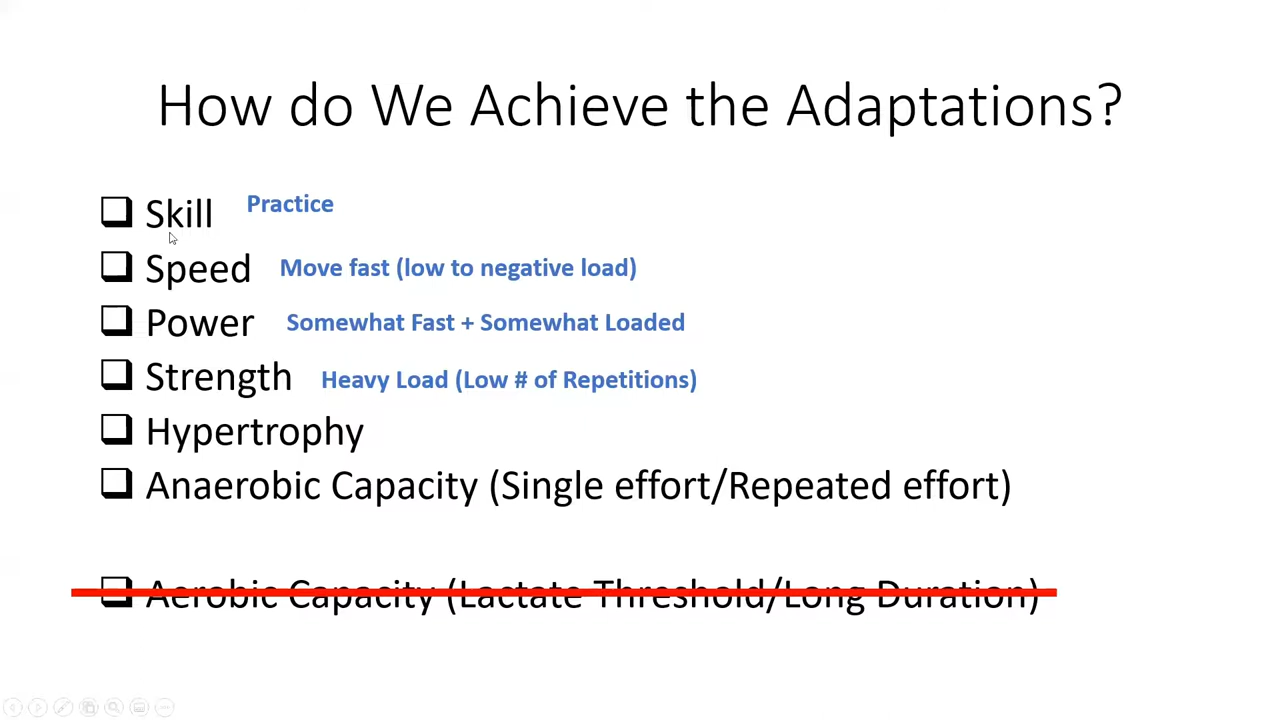 How do We Achieve the Adaptations?
Skill Practice
Speed Move fast (low to negative load)
Power Somewhat Fast + Somewhat Loaded
Strength Heavy Load (Low # of Repetitions)
Hypertrophy
Anaerobic Capacity (Single effort/Repeated effort)
Aerobic Capacity (Lactate Threshold/Long Duration)